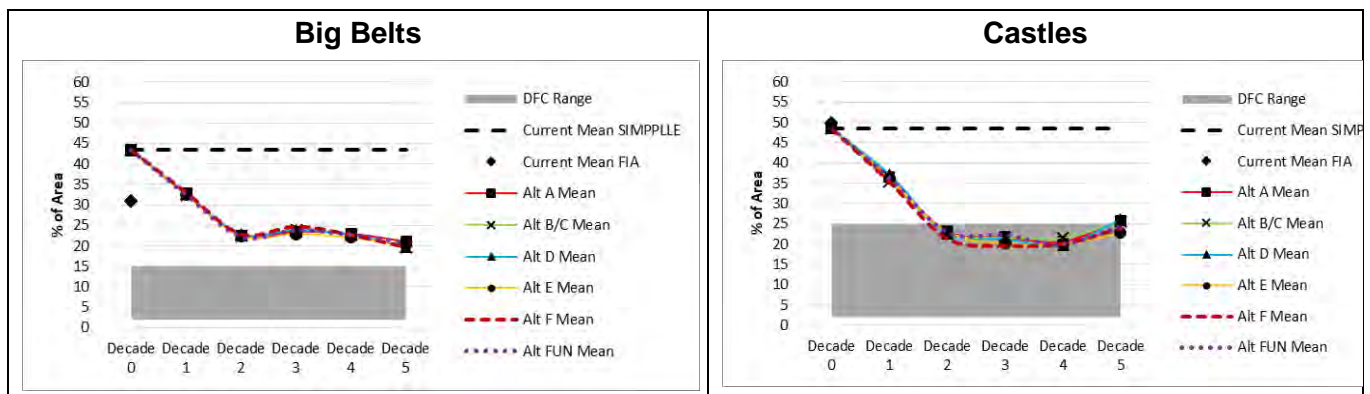 Big Belts
% of Area
60
55
50
45
40
35
30
25
20
15
10
5
0
Decade 0
Decade 1
Decade 2
Decade 3
Decade 4
Decade 5
DFC Range
Current Mean SIMPPLLE
Current Mean FIA
Alt A Mean
Alt B/C Mean
Alt D Mean
Alt E Mean
Alt F Mean
Alt FUN Mean
Castles
% of Area
60
55
50
45
40
35
30
25
20
15
10
5
0
Decade 0
Decade 1
Decade 2
Decade 3
Decade 4
Decade 5
DFC Range
Current Mean SIMP
Current Mean FIA
Alt A Mean
Alt B/C Mean
Alt D Mean
Alt E Mean
Alt F Mean
Alt FUN Mean